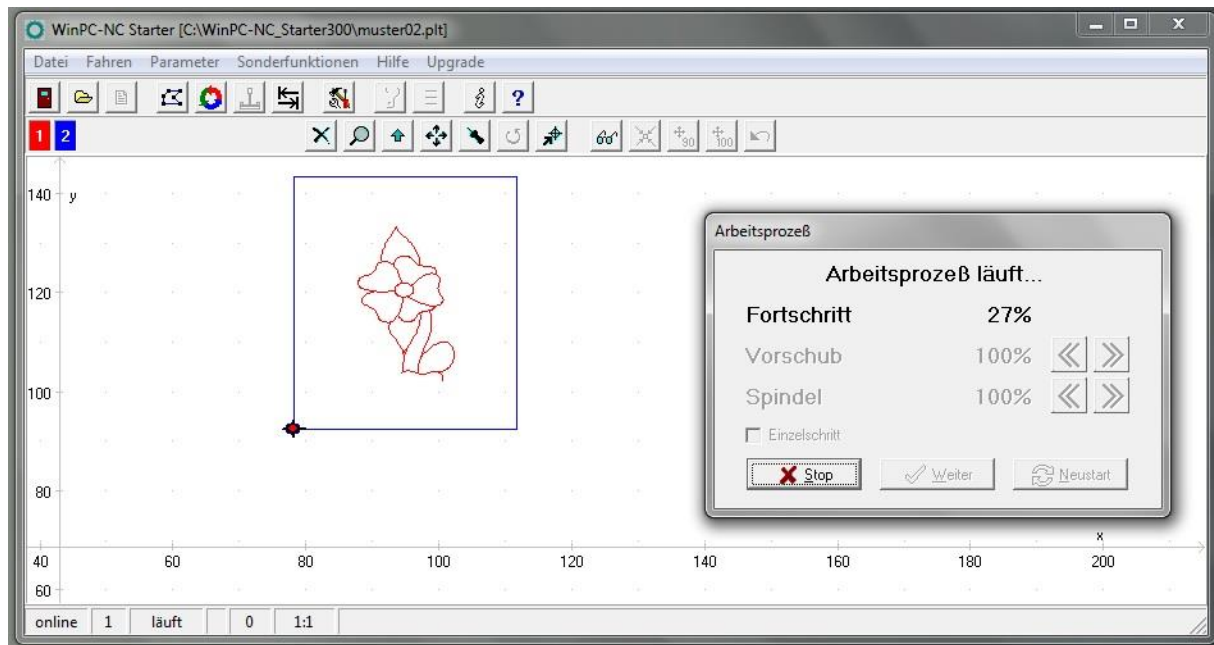 WinPC-NC Starter [C:\WinPC-NC_Starter300\muster02.plt]
Datei Fahren Parameter Sonderfunktionen Hilfe Upgrade
1 2
90 100
140 y
120
100
80
40 60 80 100 120 140 160 180 200
x
60
Arbeitsprozeß
Arbeitsprozeß läuft...
Fortschritt 27%
Vorschub 100%
Spindel 100%
Einzelschritt
Stop Weiter Neustart
online 1 läuft 0 1:1